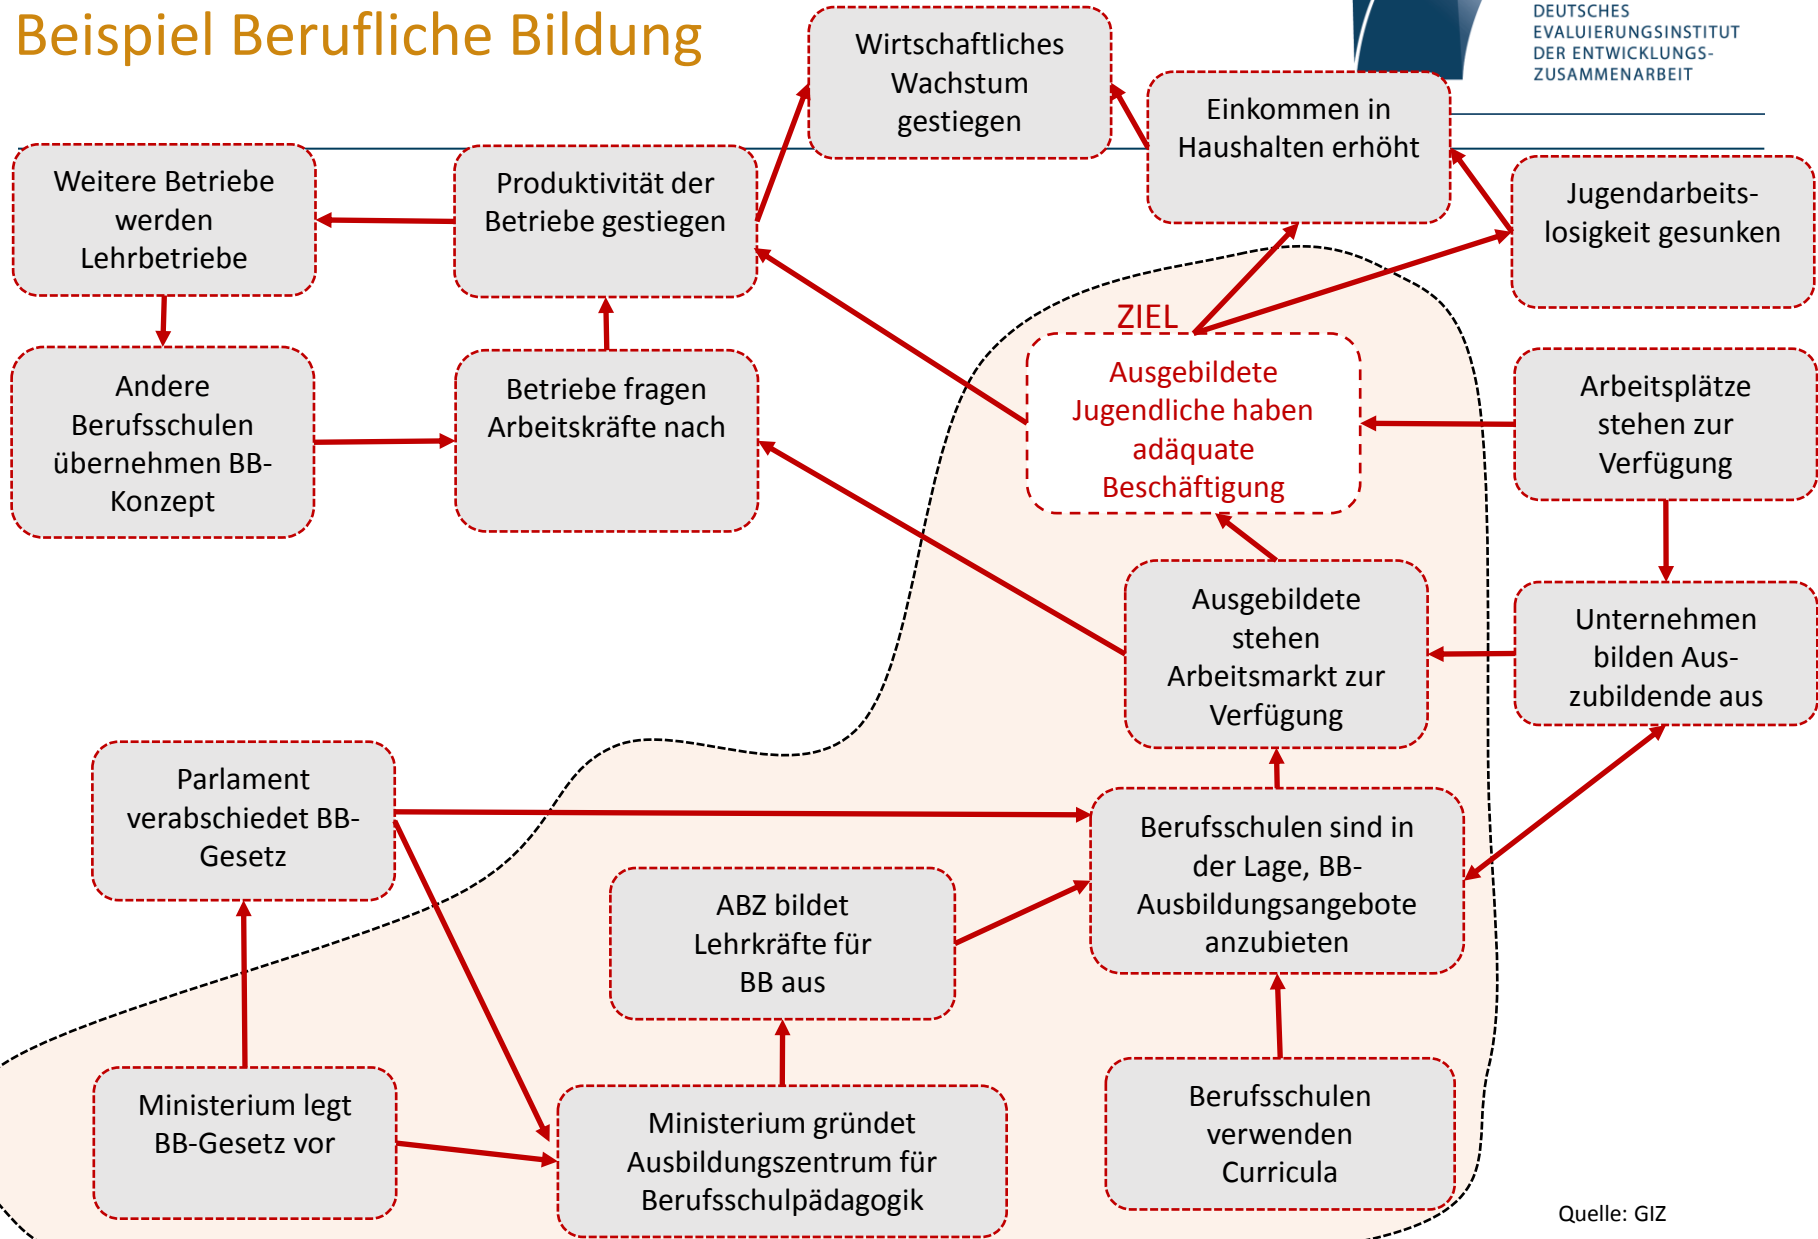 Beispiel Berufliche Bildung
DEUTSCHES
EVALUIERUNGSINSTITUT
DER ENTWICKLUNGS-
ZUSAMMENARBEIT
Wirtschaftliches
Wachstum
gestiegen
Einkommen in
Haushalten erhöht
Weitere Betriebe
werden
Lehrbetriebe
Produktivität der
Betriebe gestiegen
Jugendarbeits-
losigkeit gesunken
ZIEL
Ausgebildete
Jugendliche haben
adäquate
Beschäftigung
Andere
Berufsschulen
übernehmen BB-
Konzept
Betriebe fragen
Arbeitskräfte nach
Arbeitsplätze
stehen zur
Verfügung
Ausgebildete
stehen
Arbeitsmarkt zur
Verfügung
Unternehmen
bilden Aus-
zubildende aus
Parlament
verabschiedet BB-
Gesetz
Berufsschulen sind in
der Lage, BB-
Ausbildungsangebote
anzubieten
ABZ bildet
Lehrkräfte für
BB aus
Ministerium legt
BB-Gesetz vor
Ministerium gründet
Ausbildungszentrum für
Berufsschulpädagogik
Berufsschulen
verwenden
Curricula
Quelle: GIZ